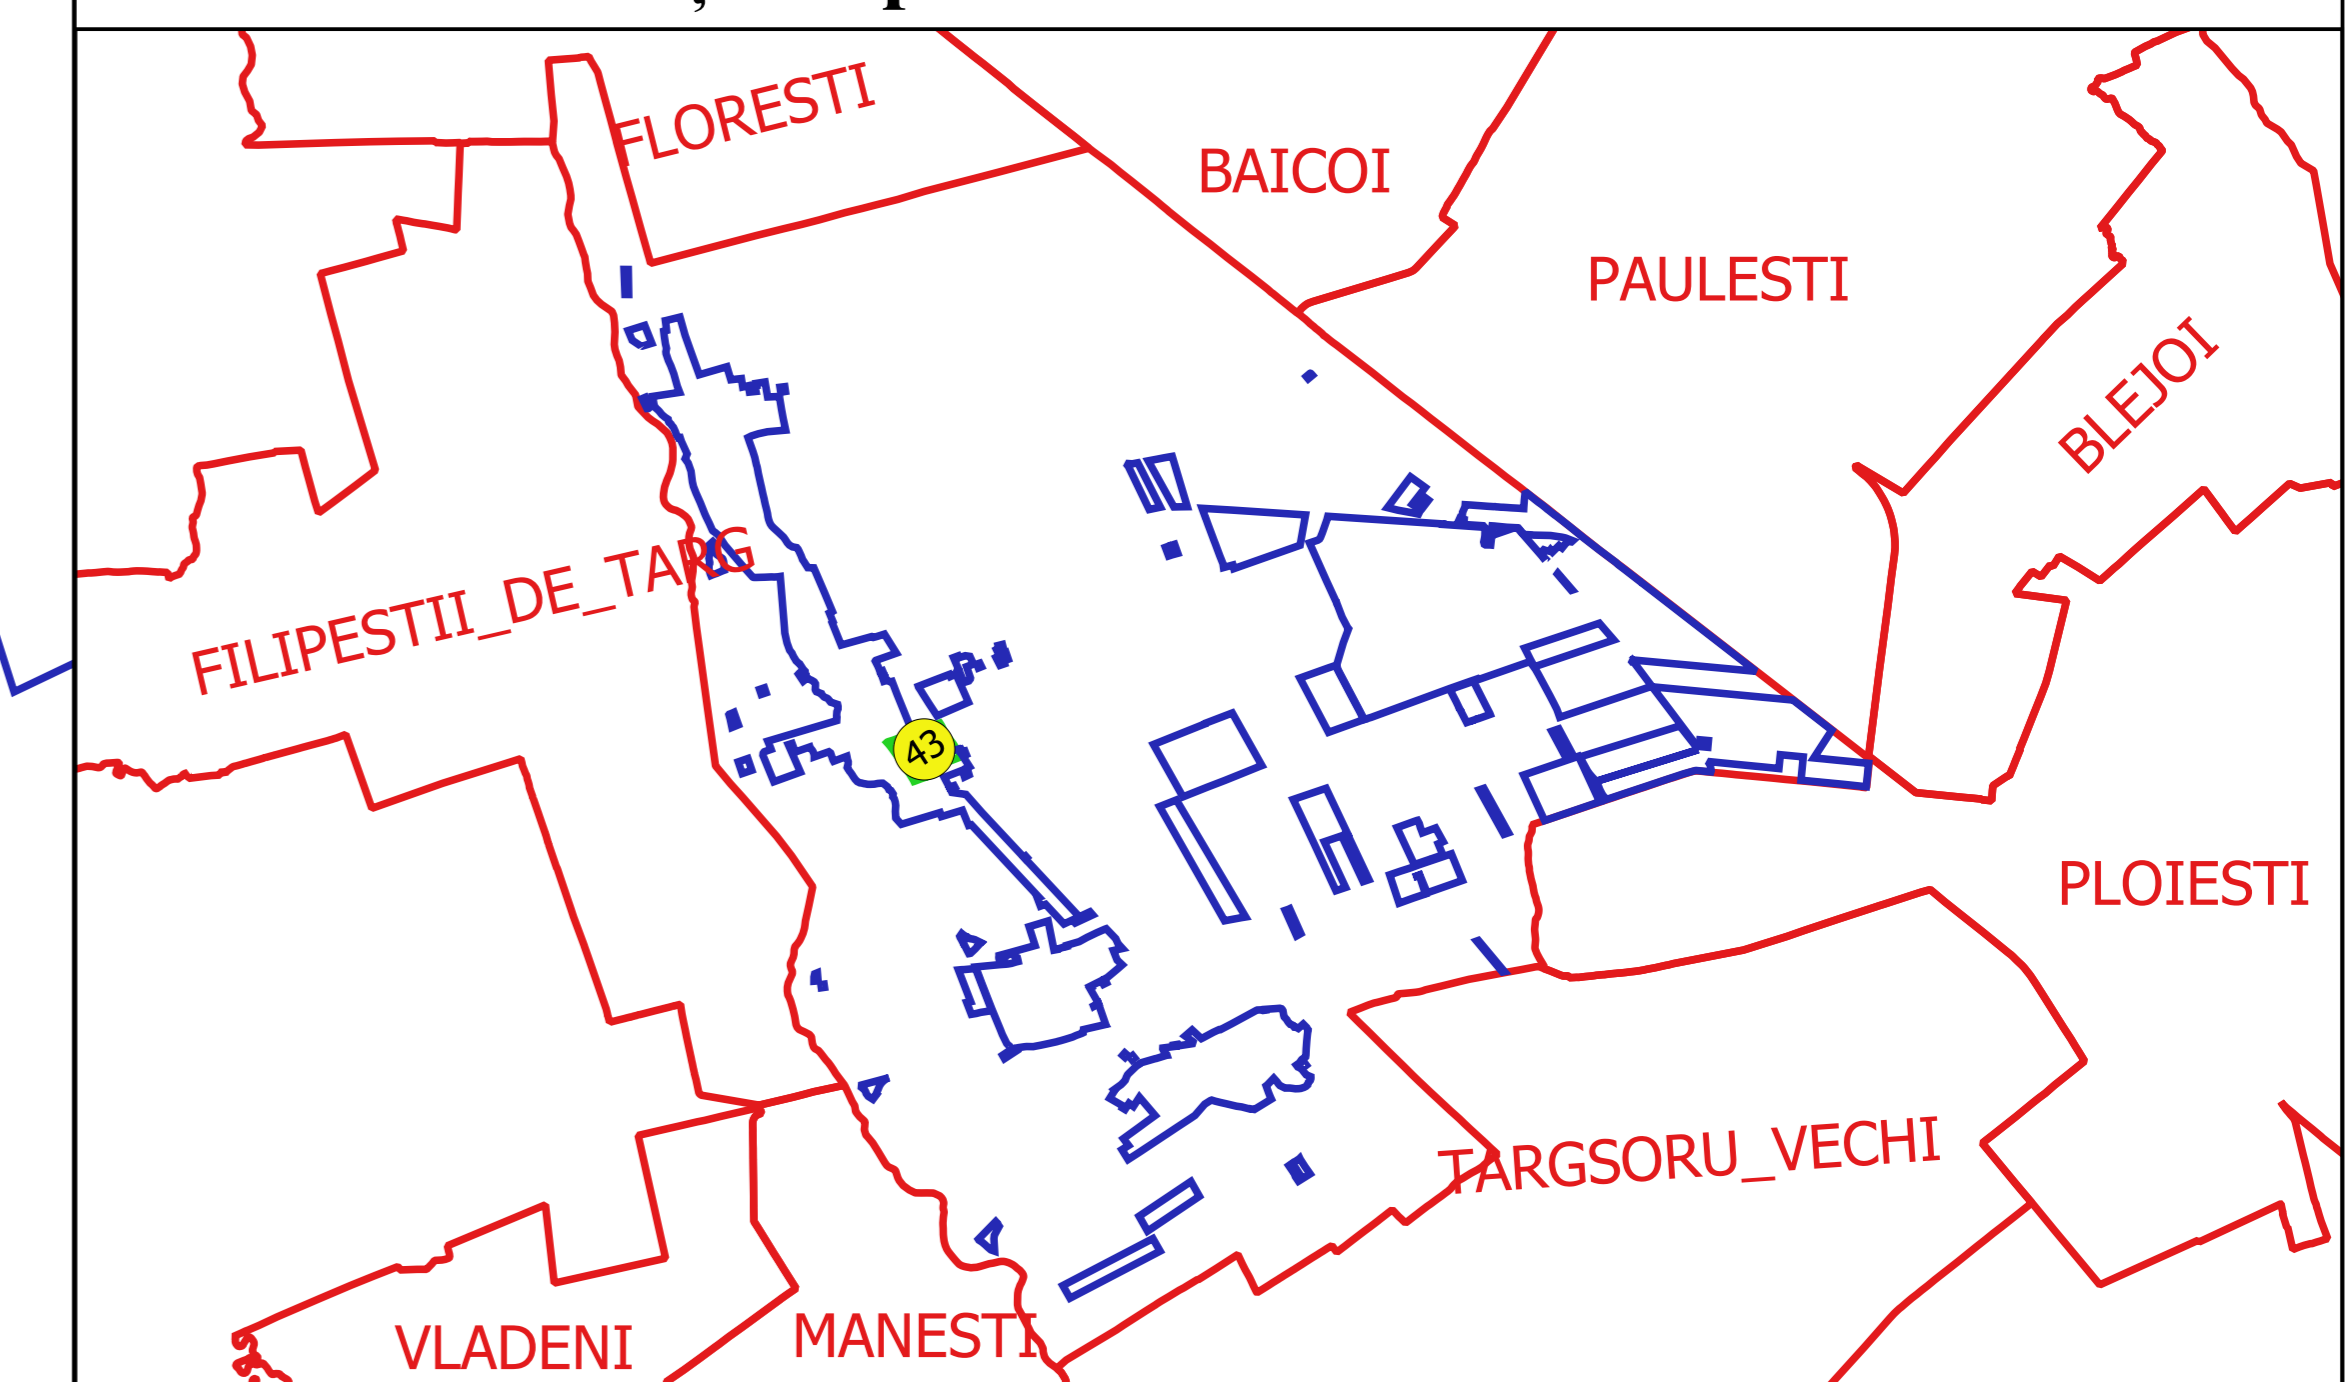 FLORESTI
BAICOI
PAULESTI
BLEJOI
FILIPESTII_DE_TARG
43
PLOIESTI
TARGSORU_VECHI
MANESTI
VLADENI